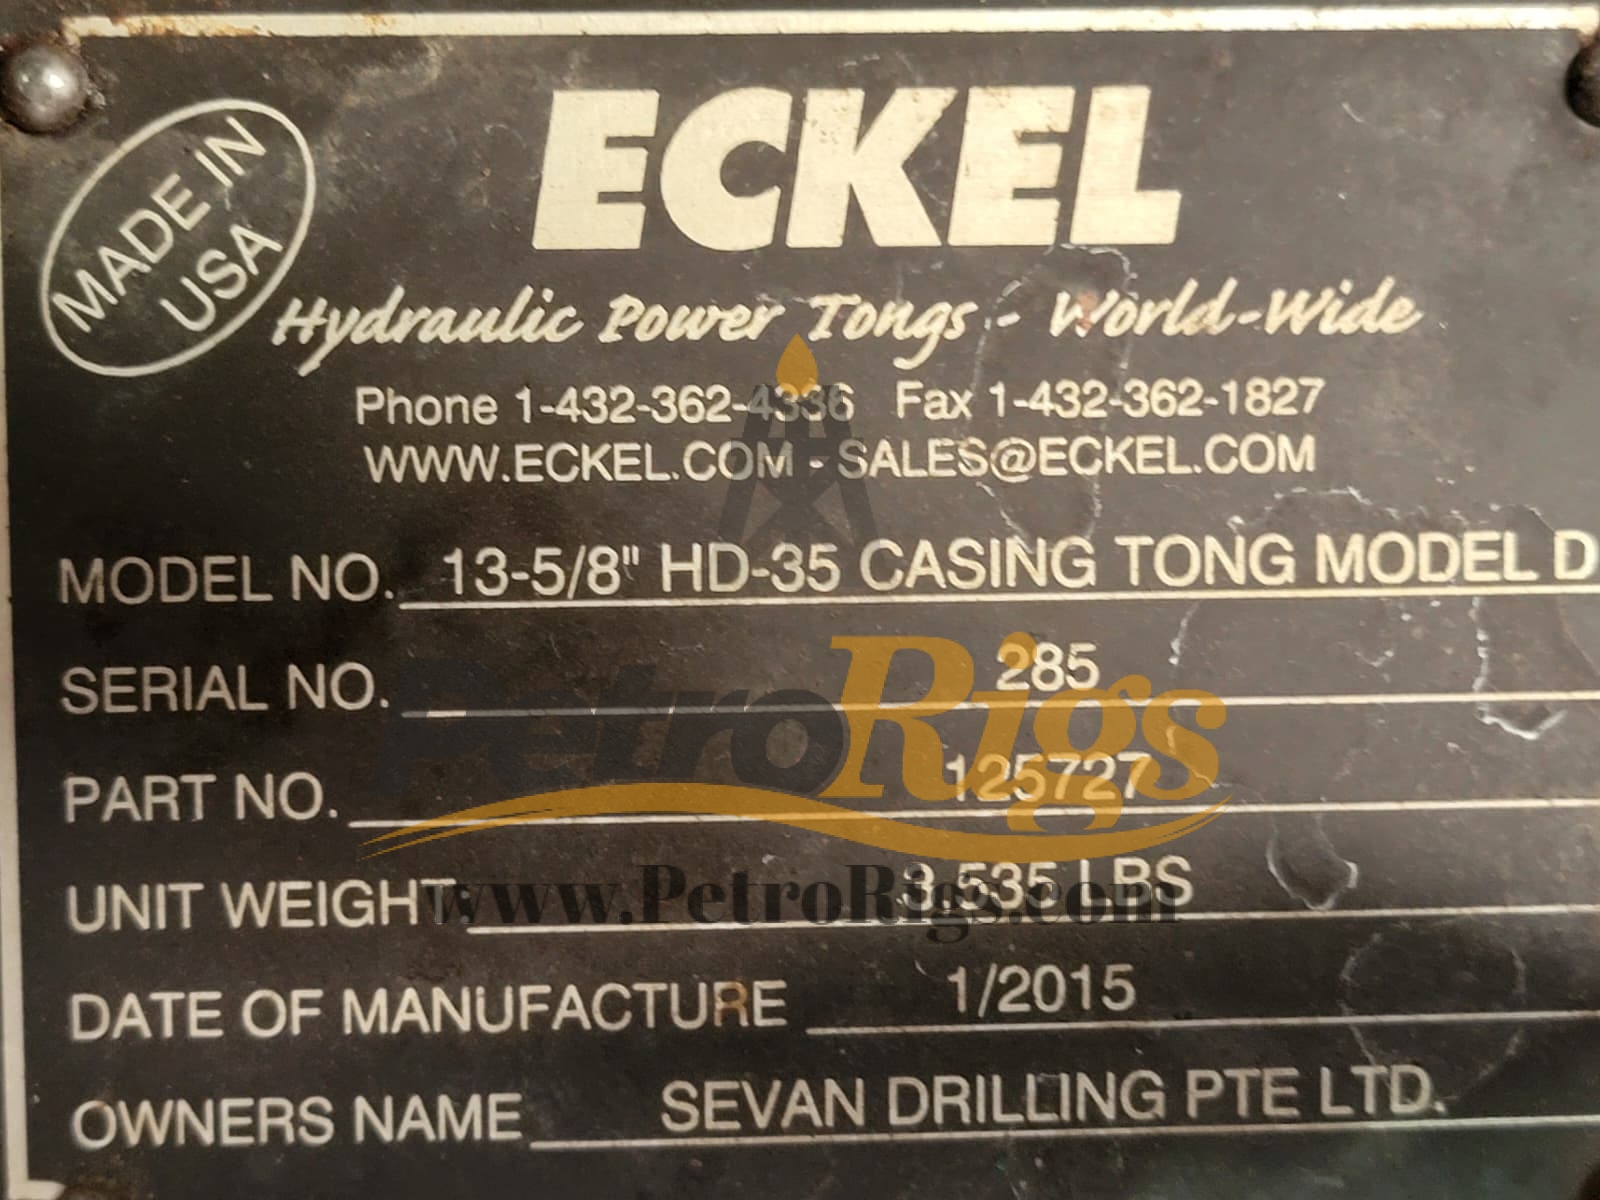 MADE IN
USA
ECKEL
Hydraulic Power Tongs - World-Wide
Phone 1-432-362-4336 Fax 1-432-362-1827
WWW.ECKEL.COM - SALES@ECKEL.COM
MODEL NO. 13-5/8" HD-35 CASING TONG MODEL D
SERIAL NO. 285
PetroRigs
PART NO. 125727
UNIT WEIGHT. 3,535 LBS
www.PetroRigs.com
DATE OF MANUFACTURE 1/2015
OWNERS NAME SEVAN DRILLING PTE LTD.